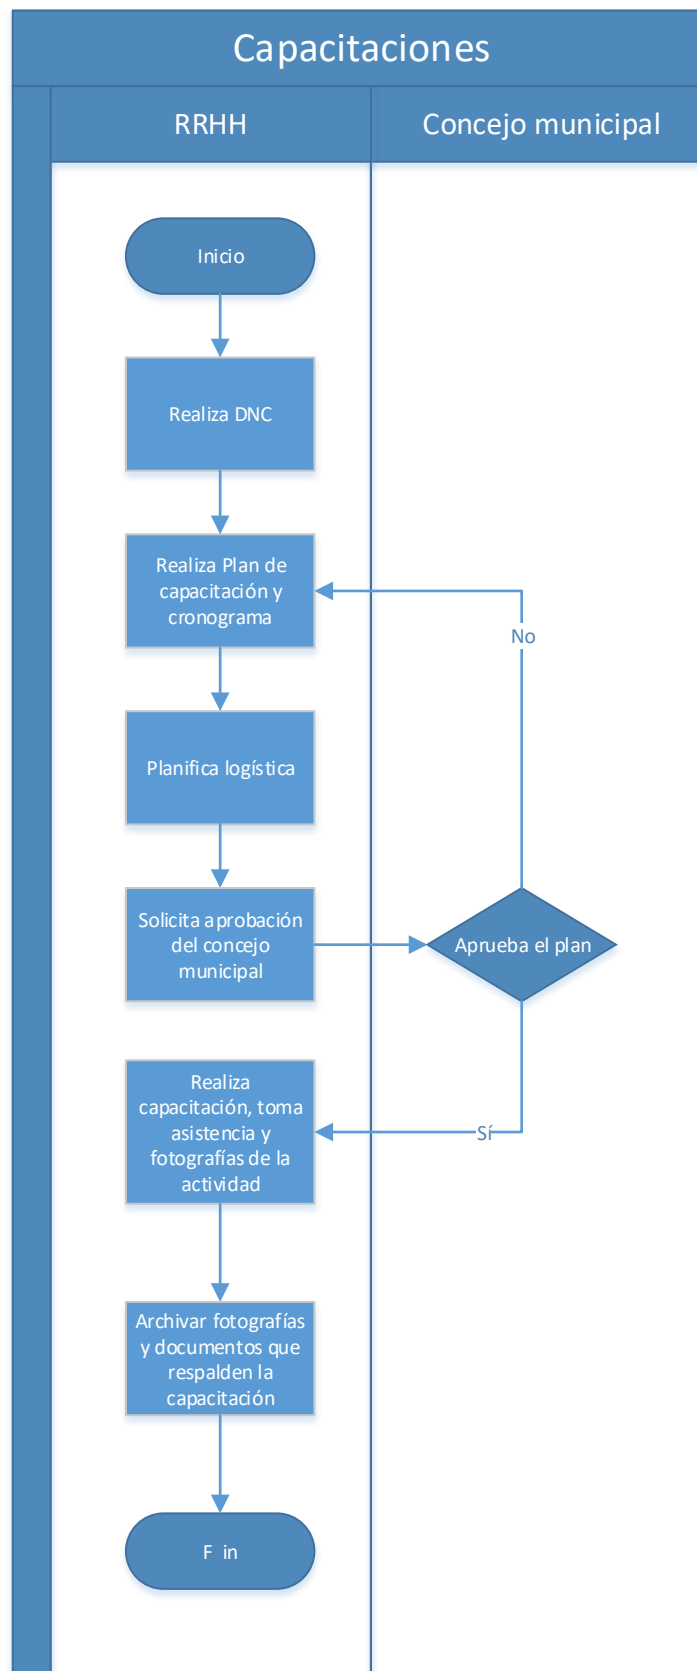 Capacitaciones
RRHH
Concejo municipal
Inicio
Realiza DNC
Realiza Plan de
capacitación y
cronograma
No
Planifica logística
Solicita aprobación
del concejo
municipal
Aprueba el plan
Realiza
capacitación, toma
asistencia y
fotografías de la
actividad
Sí
Archivar fotografías
y documentos que
respalden la
capacitación
F in